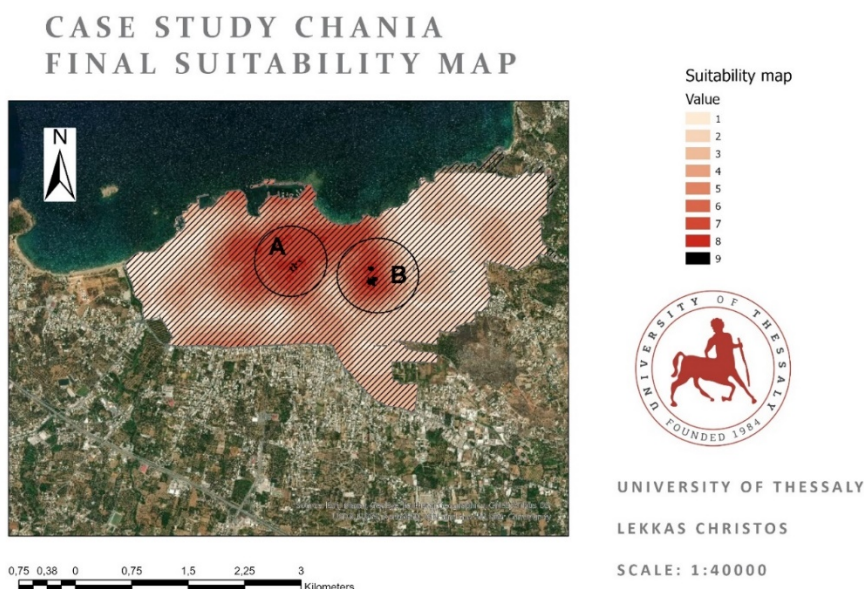 CASE STUDY CHANIA
FINAL SUITABILITY MAP
N
A
B
Suitability map
Value
1
2
3
4
5
6
7
8
9
UNIVERSITY OF THESSALY
FOUNDED 1984
UNIVERSITY OF THESSALY
LEKKAS CHRISTOS
SCALE: 1:40000
0,75 0,38 0 0,75 1,5 2,25 3
Kilometers